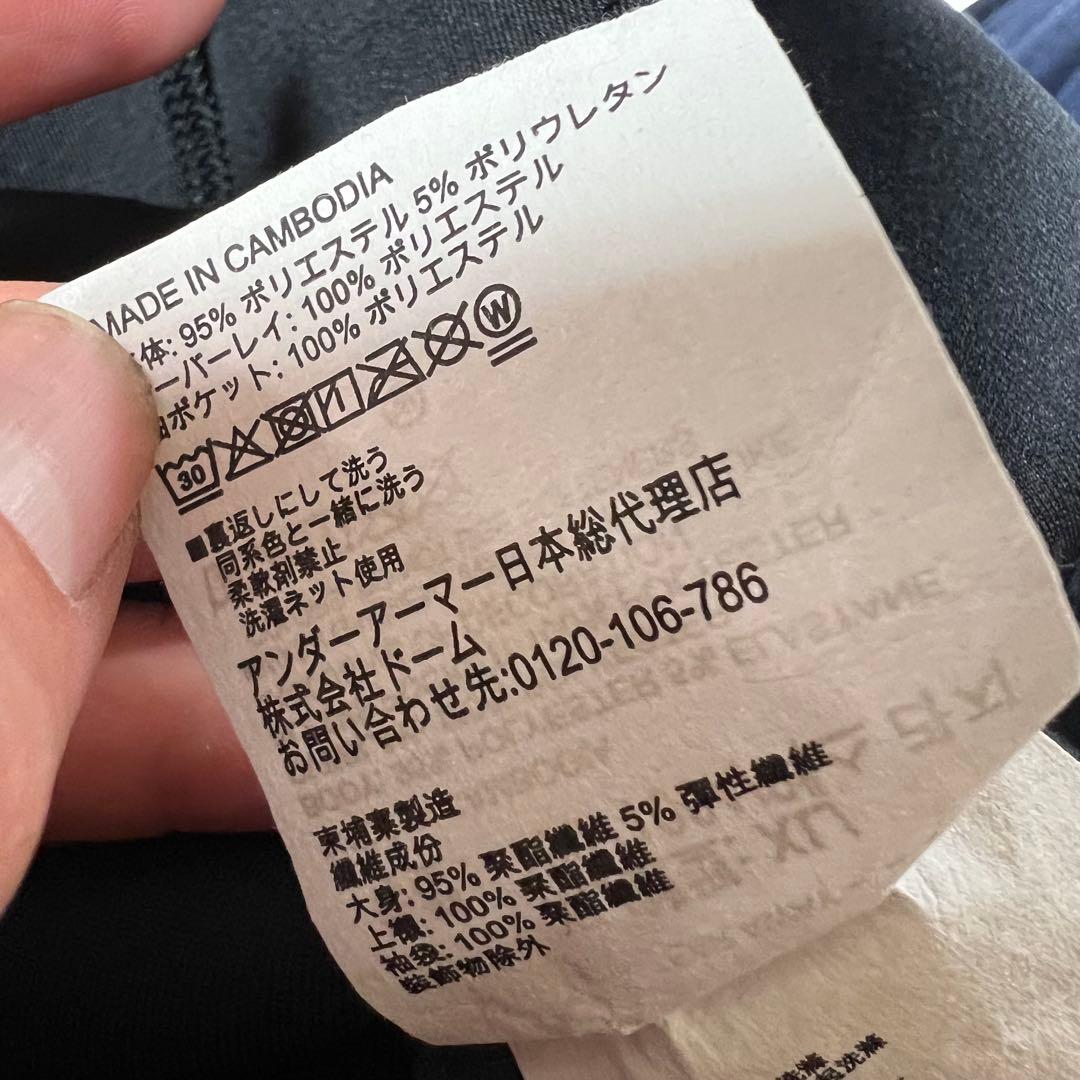 MADE IN CAMBODIA
体: 95% ポリエステル 5% ポリウレタン
ーバーレイ: 100% ポリエステル
ポケット: 100% ポリエステル
30
W
■裏返しにして洗う
同系色と一緒に洗う
柔軟剤禁止
洗濯ネット使用
アンダーアーマー日本総代理店
株式会社ドーム
お問い合わせ先:0120-106-786
柬埔寨製造
纖維成份
大身: 95% 聚酯纖維 5% 彈性纖維
上襯: 100% 聚酯纖維
袖袋: 100% 聚酯纖維
裝飾物除外
洗滌
洗滌